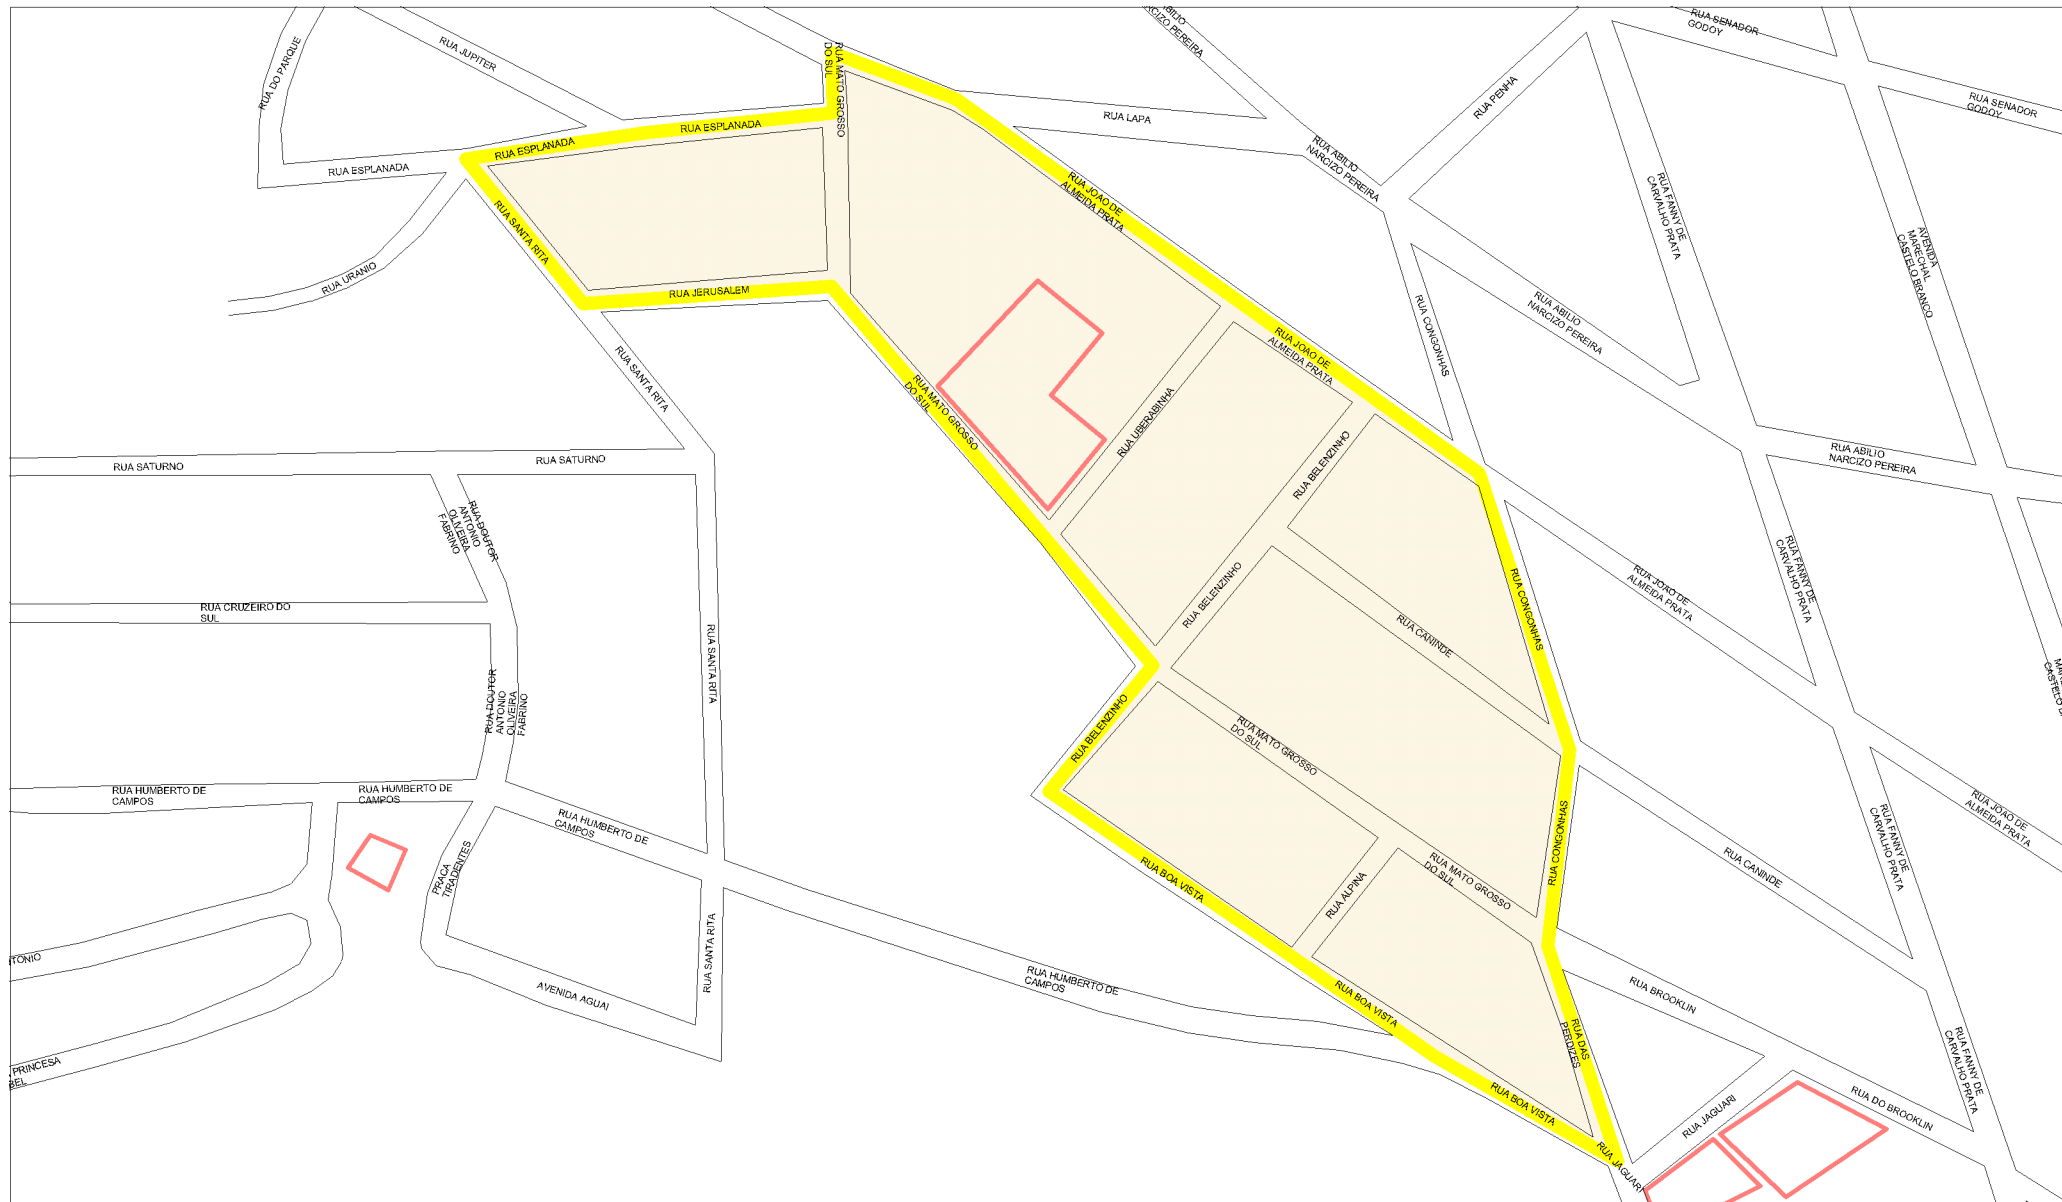 RUA DO PARQUE
RUA JUPITER
RUA MATO GROSSO
DO SUL
NARCIZO PEREIRA
RUA SENADOR
GODOY
RUA PENHA
RUA SENADOR
GODOY
RUA LAPA
RUA ESPLANADA
RUA ESPLANADA
RUA ESPLANADA
RUA ABILIO
NARCIZO PEREIRA
RUA JOAO DE
ALMEIDA PRATA
RUA FANNY DE
CARVALHO PRATA
AVENIDA
MARECHAL
CASTELO BRANCO
RUA SANTA RITA
RUA URANIO
RUA JERUSALEM
RUA CONGONHAS
RUA ABILIO
NARCIZO PEREIRA
RUA JOAO DE
ALMEIDA PRATA
RUA SANTA RITA
RUA MATO GROSSO
DO SUL
RUA UBERABINHA
RUA BELENZINHO
RUA ABILIO
NARCIZO PEREIRA
RUA SATURNO
RUA SATURNO
RUA DOUTOR
ANTONIO
OLIVEIRA
FABRINO
RUA FANNY DE
CARVALHO PRATA
RUA JOAO DE
ALMEIDA PRATA
RUA CONGONHAS
RUA BELENZINHO
RUA CANINDE
RUA CRUZEIRO DO
SUL
RUA SANTA RITA
RUA DOUTOR
ANTONIO
OLIVEIRA
FABRINO
RUA BELENZINHO
RUA MATO GROSSO
DO SUL
RUA HUMBERTO DE
CAMPOS
RUA HUMBERTO DE
CAMPOS
RUA HUMBERTO DE
CAMPOS
RUA CONGONHAS
RUA FANNY DE
CARVALHO PRATA
RUA JOAO DE
ALMEIDA PRATA
RUA CANINDE
PRACA
TIRADENTES
RUA BOA VISTA
RUA ALPINA
RUA MATO GROSSO
DO SUL
RUA SANTA RITA
AVENIDA AGUAI
RUA HUMBERTO DE
CAMPOS
RUA BOA VISTA
RUA BROOKLIN
RUA DAS
PERDIZES
RUA FANNY DE
CARVALHO PRATA
PRINCESA
RUA BOA VISTA
RUA JAGUARI
RUA DO BROOKLIN
RUA JAGUARI